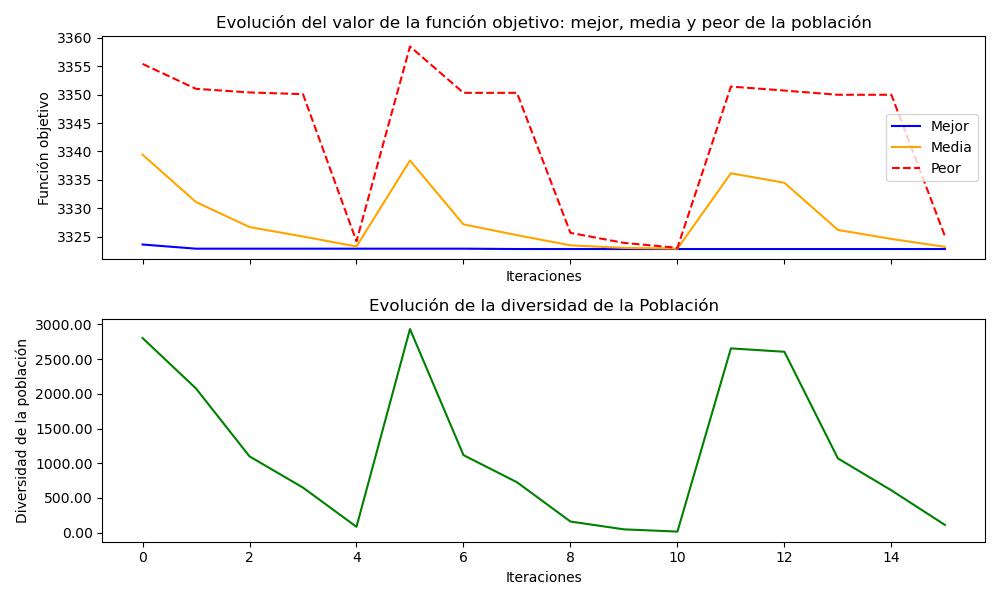 Evolución del valor de la función objetivo: mejor, media y peor de la población
Función objetivo
3360
3355
3350
3345
3340
3335
3330
3325
Mejor
Media
Peor
Iteraciones
Evolución de la diversidad de la Población
Diversidad de la población
3000.00
2500.00
2000.00
1500.00
1000.00
500.00
0.00
0 2 4 6 8 10 12 14
Iteraciones